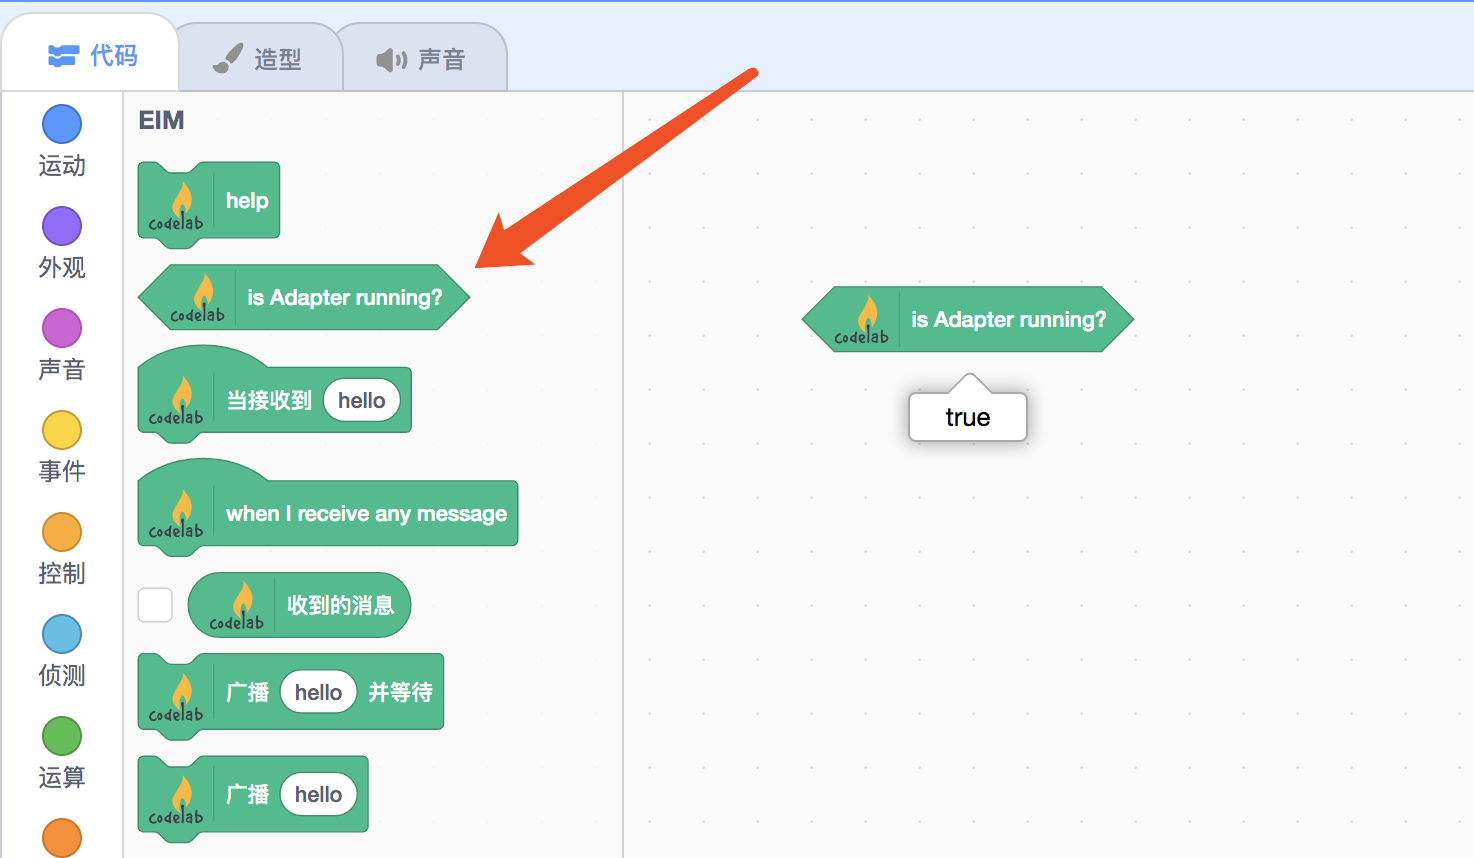 代码
造型
声音
运动
外观
声音
事件
控制
侦测
运算
EIM
codelab help
codelab is Adapter running?
codelab 当接收到 hello
codelab when I receive any message
codelab 收到的消息
codelab 广播 hello 并等待
codelab 广播 hello
codelab is Adapter running?
true